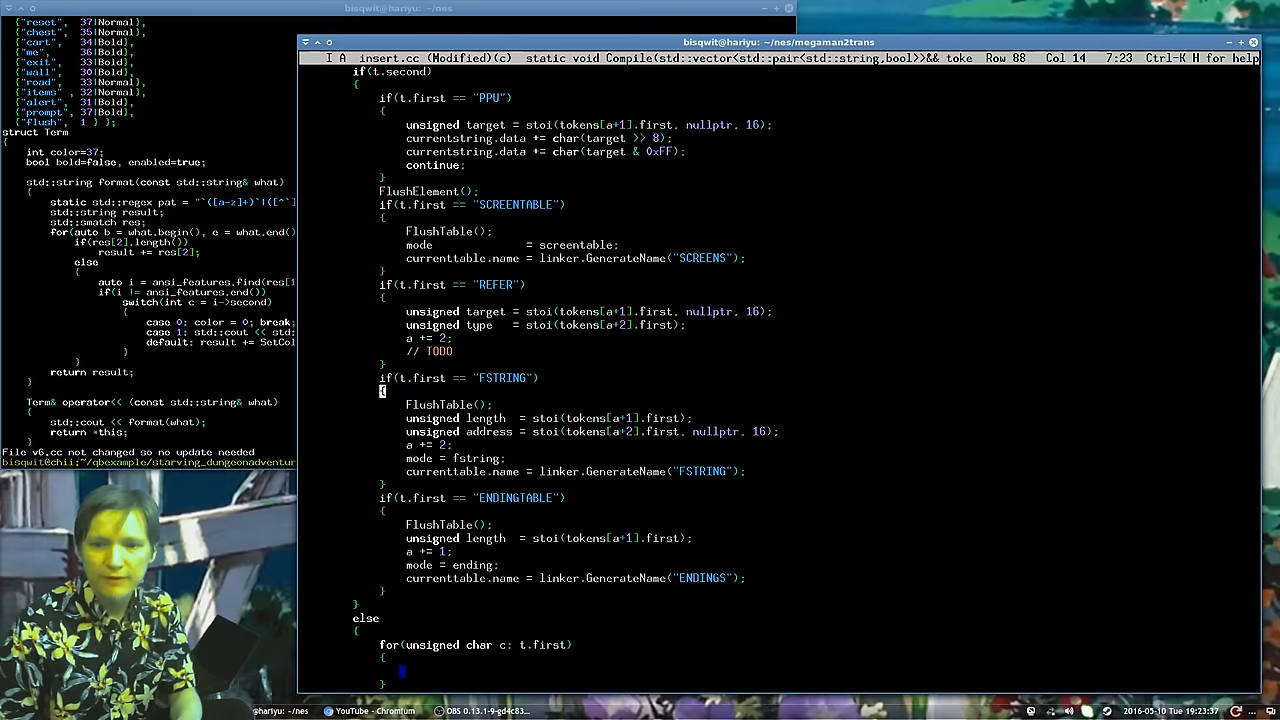 bisqwit@hariyu: ~/nes
{"reset", 37|Normal},
{"chest", 35|Normal},
{"cart", 34|Bold},
{"me", 36|Bold},
{"exit", 33|Bold},
{"wall", 30|Bold},
{"road", 33|Normal},
{"items" , 32|Normal},
{"alert", 31|Bold},
{"prompt", 37|Bold},
{"flush", 1 } };
struct Term
{
int color=37;
bool bold=false, enabled=true;
std::string format(const std::string& what)
{
static std::regex pat = "`([a-z]+)`|([^`]
std::string result;
std::smatch res;
for(auto b = what.begin(), e = what.end()
if(res[2].length())
result += res[2];
else
{
auto i = ansi_features.find(res[1
if(i != ansi_features.end())
switch(int c = i->second)
{
case 0: color = 0; break;
case 1: std::cout << std:
default: result += SetCol
}
}
return result;
}
Term& operator<< (const std::string& what)
{
std::cout << format(what);
return *this;
}
File v6.cc not changed so no update needed
bisqwit@chii:~/qbexample/starving_dungeonadventur
bisqwit@hariyu: ~/nes/megaman2trans
I A insert.cc (Modified)(c) static void Compile(std::vector<std::pair<std::string,bool>>&& toke Row 88 Col 14 7:23 Ctrl-K H for help
if(t.second)
{
if(t.first == "PPU")
{
unsigned target = stoi(tokens[a+1].first, nullptr, 16);
currentstring.data += char(target >> 8);
currentstring.data += char(target & 0xFF);
continue;
}
FlushElement();
if(t.first == "SCREENTABLE")
{
FlushTable();
mode = screentable;
currenttable.name = linker.GenerateName("SCREENS");
}
if(t.first == "REFER")
{
unsigned target = stoi(tokens[a+1].first, nullptr, 16);
unsigned type = stoi(tokens[a+2].first);
a += 2;
// TODO
}
if(t.first == "FSTRING")
{
FlushTable();
unsigned length = stoi(tokens[a+1].first);
unsigned address = stoi(tokens[a+2].first, nullptr, 16);
a += 2;
mode = fstring;
currenttable.name = linker.GenerateName("FSTRING");
}
if(t.first == "ENDINGTABLE")
{
FlushTable();
unsigned length = stoi(tokens[a+1].first);
a += 1;
mode = ending;
currenttable.name = linker.GenerateName("ENDINGS");
}
}
else
{
for(unsigned char c: t.first)
{
}
@hariyu: ~/nes
YouTube - Chromium
OBS 0.13.1-9-gd4c83...
2016-05-10 Tue 19:23:37